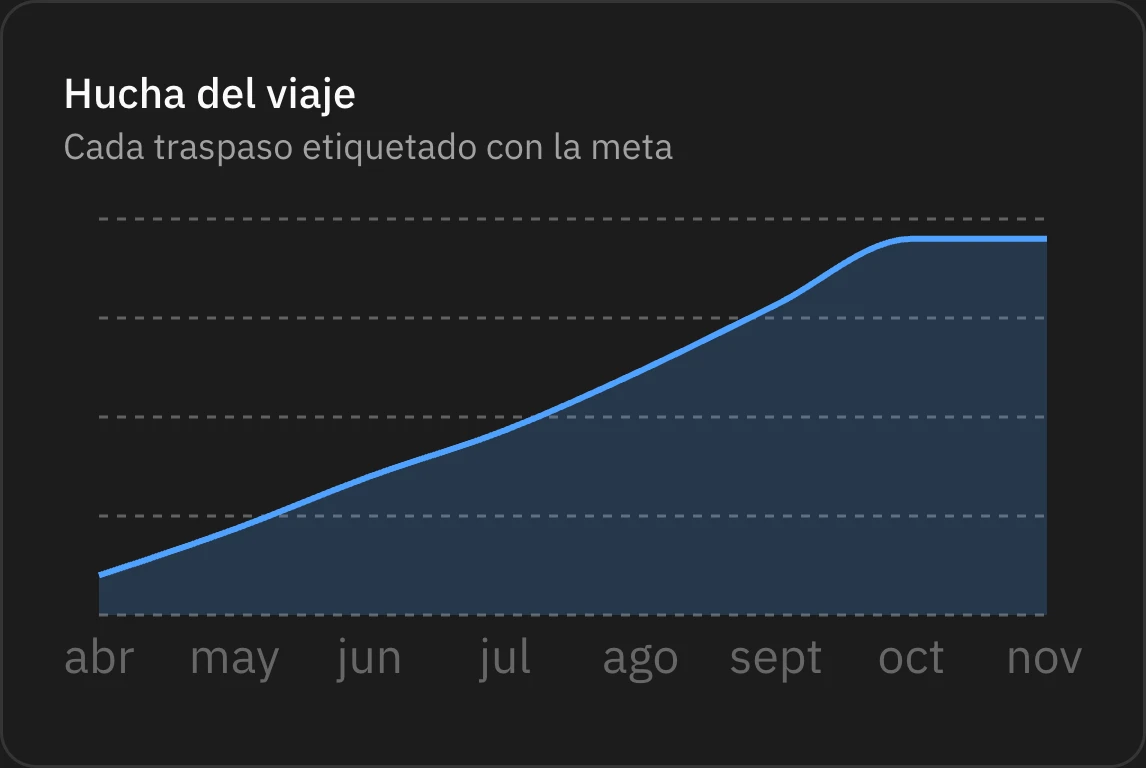 Hucha del viaje
Cada traspaso etiquetado con la meta
abr may jun jul ago sept oct nov